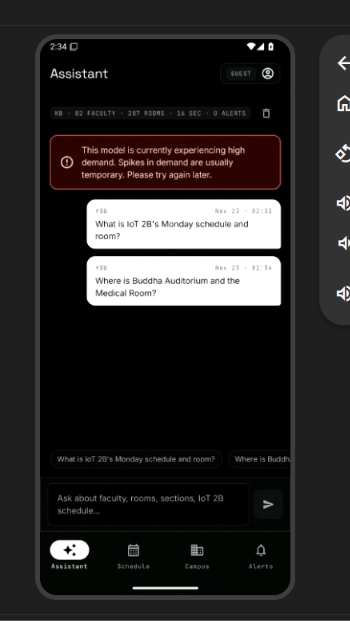 2:34
Assistant
GUEST
KB · 82 FACULTY · 207 ROOMS · 16 SEC · 0 ALERTS
This model is currently experiencing high
demand. Spikes in demand are usually
temporary. Please try again later.
YOU
Nov 23 · 02:33
What is IoT 2B's Monday schedule and
room?
YOU
Nov 23 · 02:34
Where is Buddha Auditorium and the
Medical Room?
What is IoT 2B's Monday schedule and room?
Where is Buddh
Ask about faculty, rooms, sections, IoT 2B
schedule...
Assistant
Schedule
Campus
Alerts